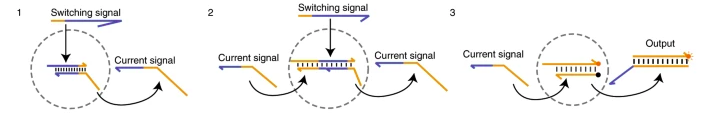 1
Switching signal
Current signal
2
Switching signal
Current signal
Current signal
3
Current signal
Output